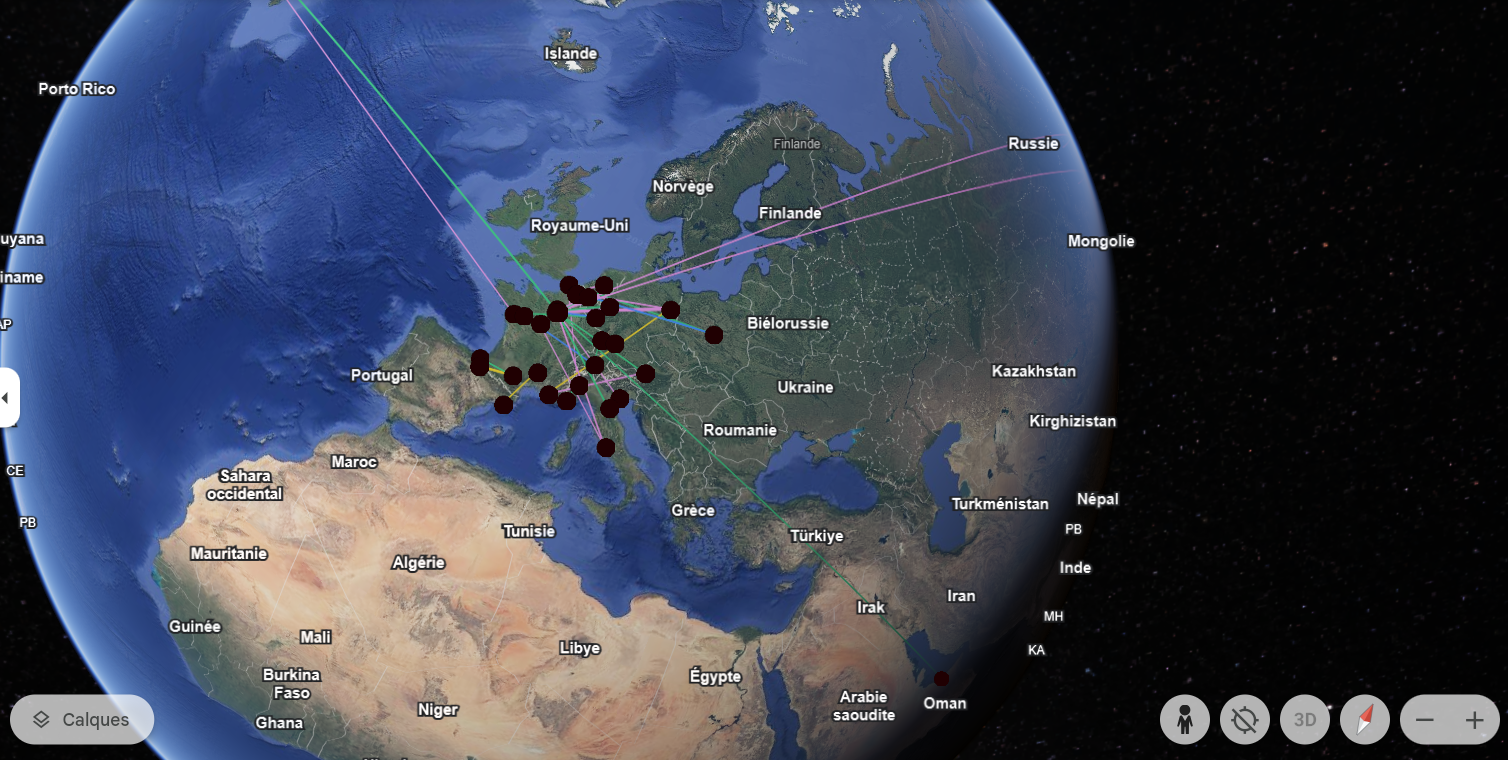 Islande
Porto Rico
Russie
Finlande
Norvège
Finlande
Royaume-Uni
uyana
Mongolie
iname
AP
Biélorussie
Portugal
Kazakhstan
Ukraine
Kirghizistan
Roumanie
Maroc
CE
Sahara
occidental
Népal
Turkménistan
Grèce
PB
PB
Tunisie
Türkiye
Mauritanie
Algérie
Inde
Iran
Irak
MH
Guinée
Mali
Libye
KA
Burkina
Faso
Égypte
Arabie
saoudite
Oman
Niger
Ghana
Calques
3D